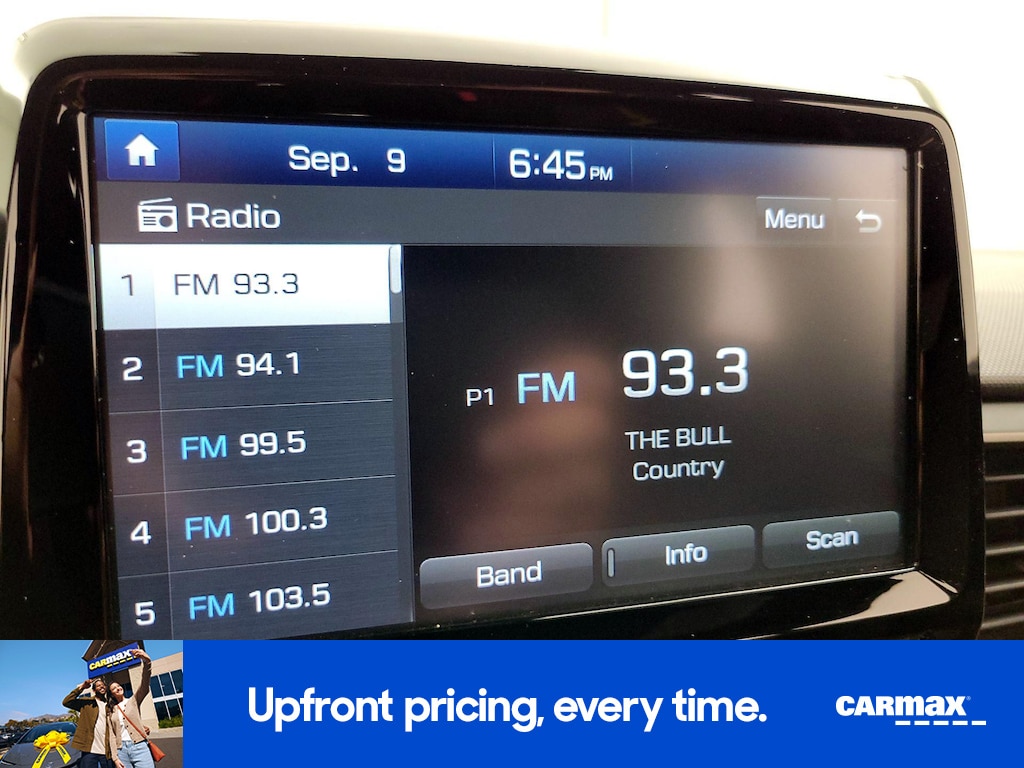 Sep. 9 6:45 PM
Radio Menu
1 FM 93.3
2 FM 94.1
3 FM 99.5
4 FM 100.3
5 FM 103.5
P1 FM 93.3
THE BULL
Country
Band Info Scan
CARMAX
Upfront pricing, every time.
CARMAX